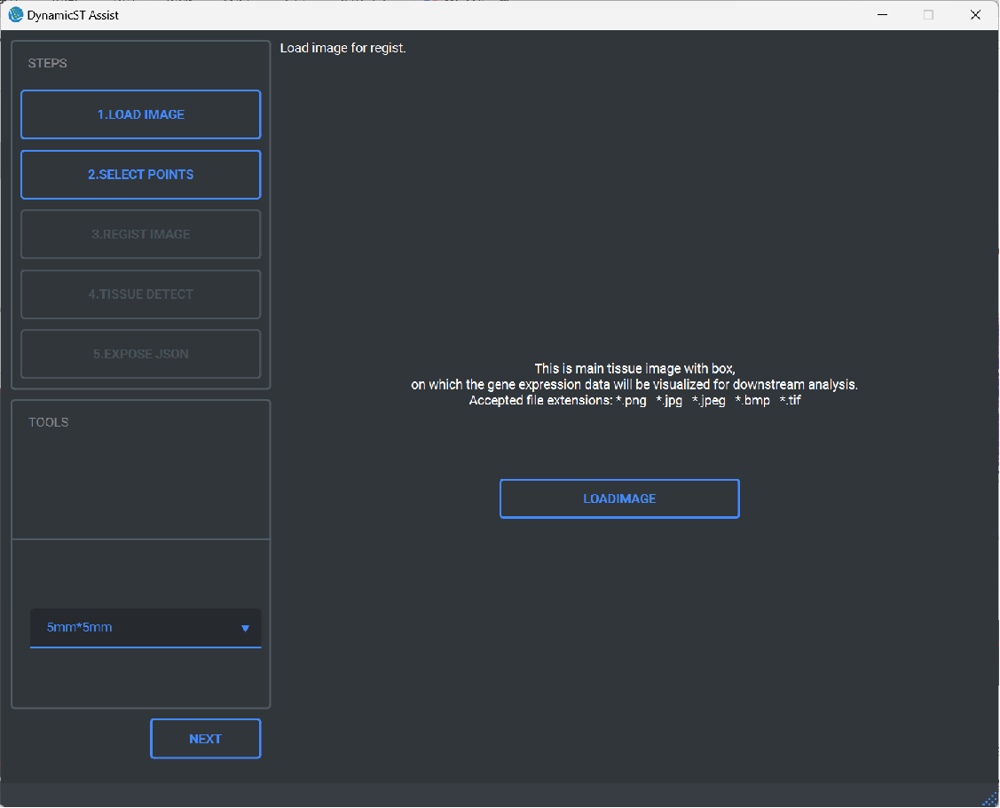 DynamicST Assist
STEPS
1.LOAD IMAGE
2.SELECT POINTS
3.REGIST IMAGE
4.TISSUE DETECT
5.EXPOSE JSON
TOOLS
5mm*5mm
NEXT
Load image for regist.
This is main tissue image with box,
on which the gene expression data will be visualized for downstream analysis.
Accepted file extensions: *.png *.jpg *.jpeg *.bmp *.tif
LOADIMAGE